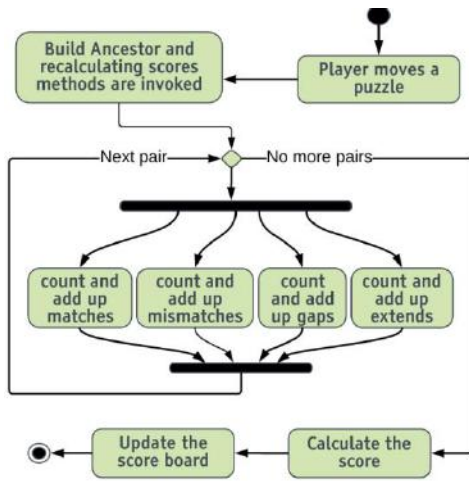 Build Ancestor and
recalculating scores
methods are invoked
Player moves a
puzzle
Next pair
No more pairs
count and
add up
matches
count and
add up
mismatches
count
and add
up gaps
count and
add up
extends
Update the
score board
Calculate the
score